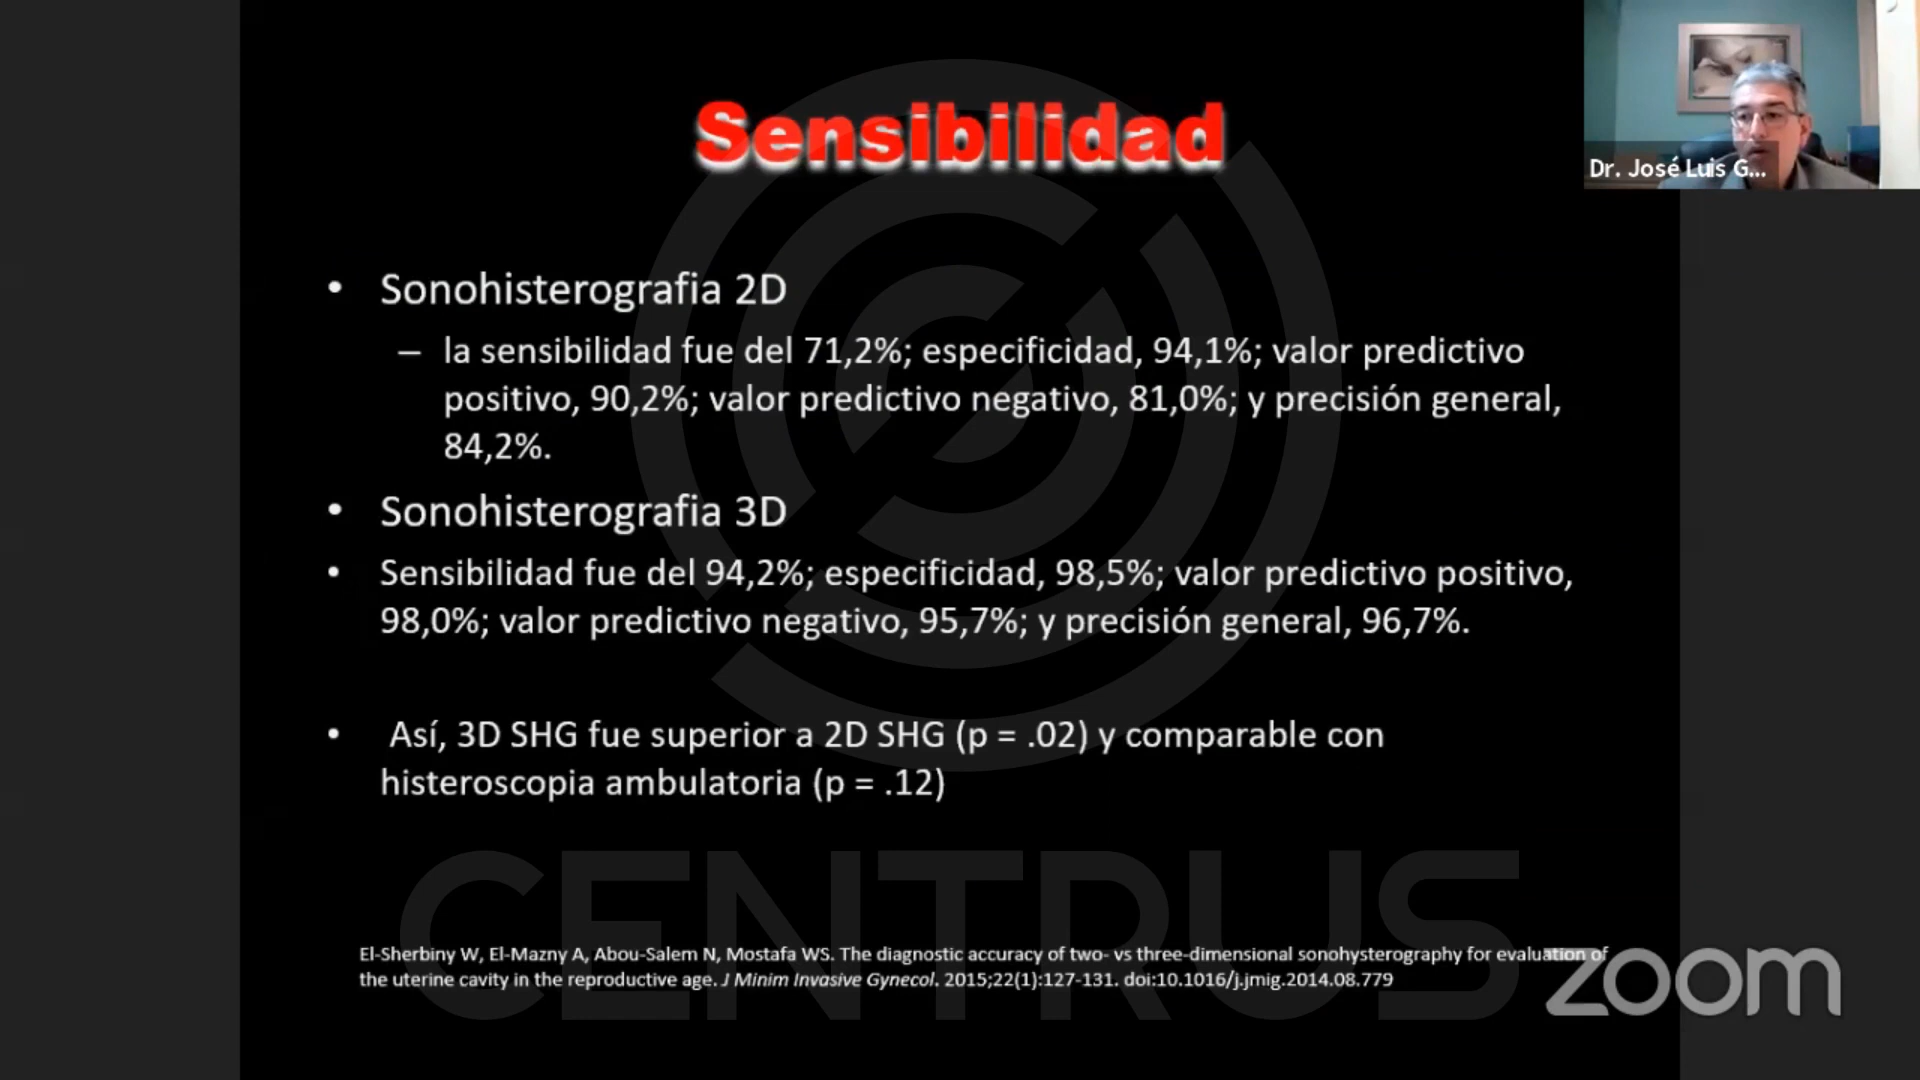 Sensibilidad
Dr. José Luis G...
• Sonohisterografia 2D
– la sensibilidad fue del 71,2%; especificidad, 94,1%; valor predictivo
positivo, 90,2%; valor predictivo negativo, 81,0%; y precisión general,
84,2%.
• Sonohisterografia 3D
• Sensibilidad fue del 94,2%; especificidad, 98,5%; valor predictivo positivo,
98,0%; valor predictivo negativo, 95,7%; y precisión general, 96,7%.
• Así, 3D SHG fue superior a 2D SHG (p = .02) y comparable con
histeroscopia ambulatoria (p = .12)
CENTRUS
El-Sherbiny W, El-Mazny A, Abou-Salem N, Mostafa WS. The diagnostic accuracy of two- vs three-dimensional sonohysterography for evaluation of
the uterine cavity in the reproductive age. J Minim Invasive Gynecol. 2015;22(1):127-131. doi:10.1016/j.jmig.2014.08.779
zoom